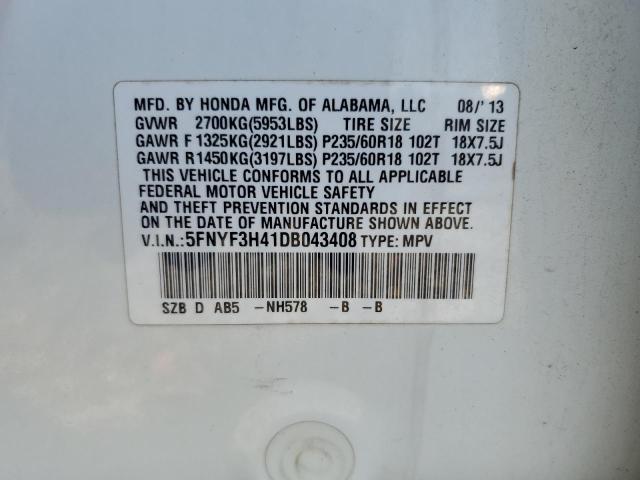 MFD. BY HONDA MFG. OF ALABAMA, LLC 08/'13
GVWR 2700KG(5953LBS) TIRE SIZE RIM SIZE
GAWR F 1325KG(2921LBS) P235/60R18 102T 18X7.5J
GAWR R 1450KG(3197LBS) P235/60R18 102T 18X7.5J
THIS VEHICLE CONFORMS TO ALL APPLICABLE
FEDERAL MOTOR VEHICLE SAFETY
AND THEFT PREVENTION STANDARDS IN EFFECT
ON THE DATE OF MANUFACTURE SHOWN ABOVE.
V.I.N.: 5FNYF3H41DB043408 TYPE: MPV
SZB D AB5 -NH578 -B -B